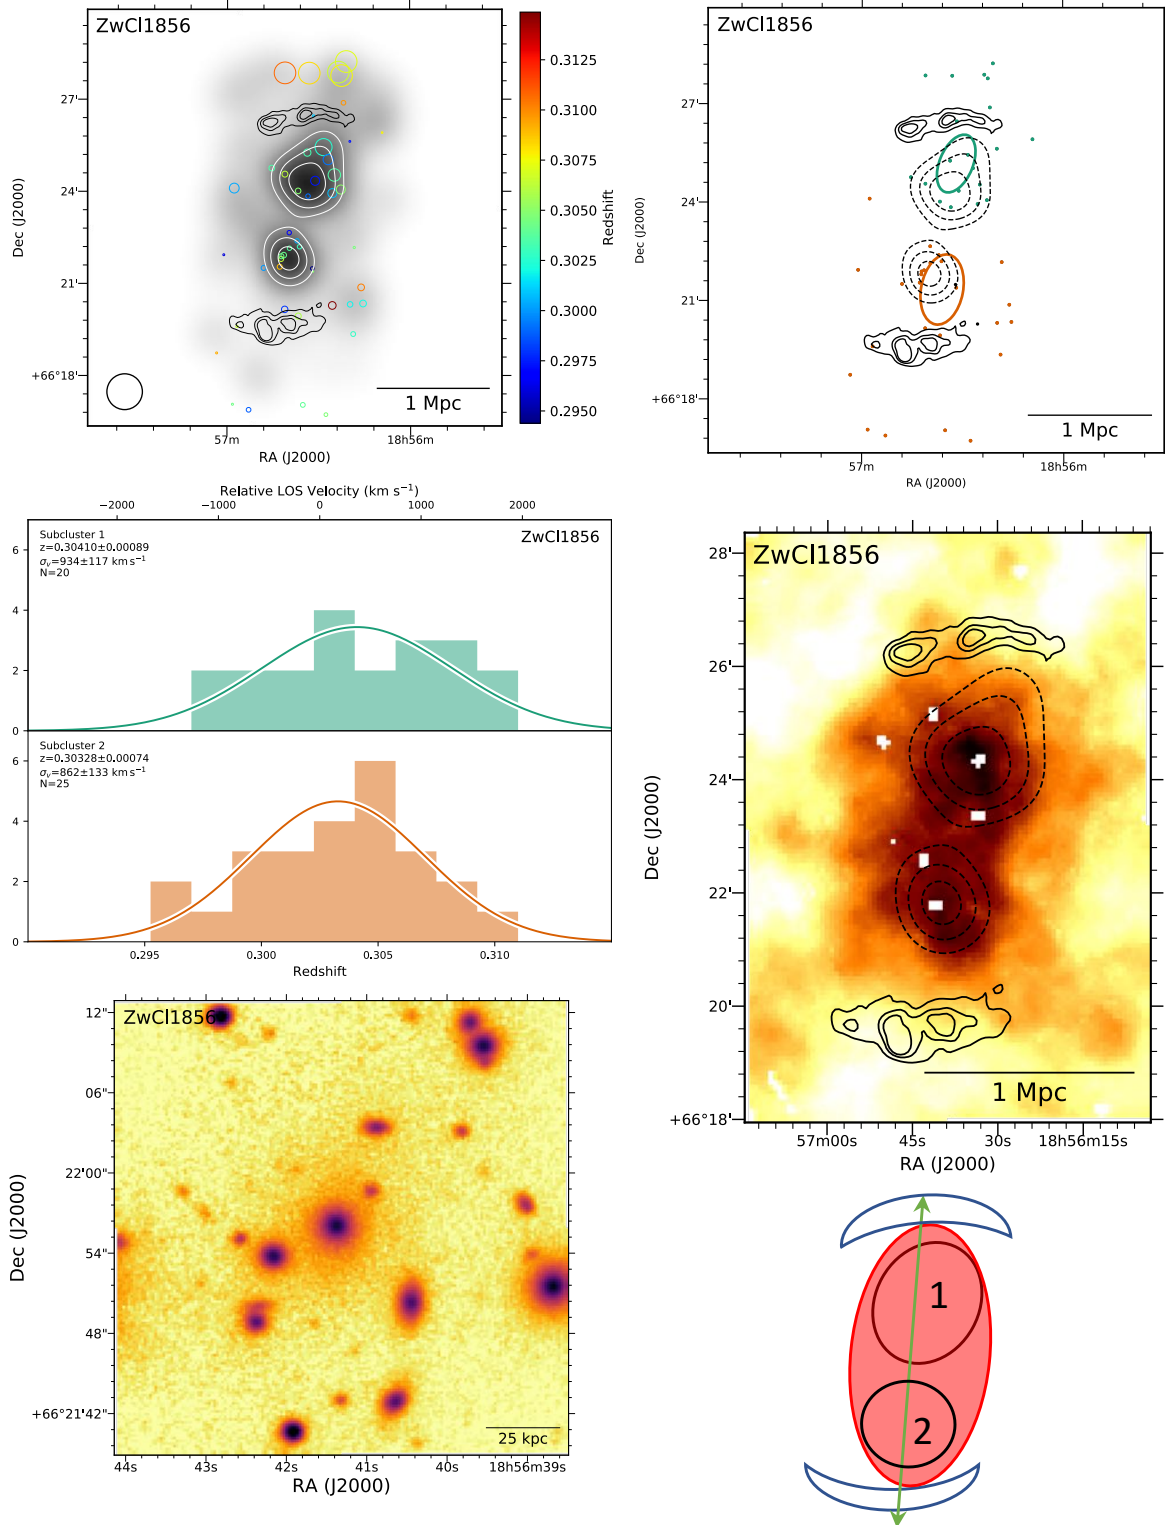 ZwCl1856
27'
24'
21'
+66°18'
Dec (J2000)
57m
18h56m
RA (J2000)
1 Mpc
0.3125
0.3100
0.3075
0.3050
0.3025
0.3000
0.2975
0.2950
Redshift
ZwCl1856
27'
24'
21'
+66°18'
Dec (J2000)
57m
18h56m
RA (J2000)
1 Mpc
Relative LOS Velocity (km s⁻¹)
−2000 −1000 0 1000 2000
Subcluster 1
z=0.30410±0.00089
σᵥ=934±117 km s⁻¹
N=20
ZwCl1856
6
4
2
0
Subcluster 2
z=0.30328±0.00074
σᵥ=862±133 km s⁻¹
N=25
6
4
2
0
0.295 0.300 0.305 0.310
Redshift
ZwCl1856
28'
26'
24'
22'
20'
+66°18'
Dec (J2000)
1 Mpc
57m00s 45s 30s 18h56m15s
RA (J2000)
ZwCl1856
12"
06"
22'00"
54"
48"
+66°21'42"
Dec (J2000)
25 kpc
44s 43s 42s 41s 40s 18h56m39s
RA (J2000)
1
2